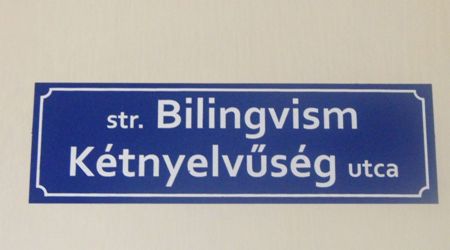 str. Bilingvism
Kétnyelvűség utca